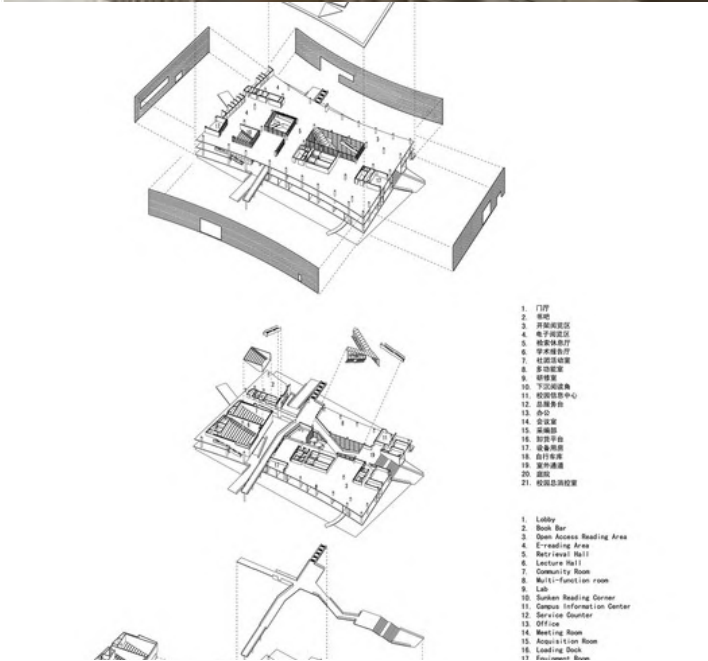 1. 门厅
2. 书吧
3. 开架阅览区
4. 电子阅览区
5. 检索休息厅
6. 学术报告厅
7. 社团活动室
8. 多功能室
9. 研修室
10. 下沉阅读角
11. 校园信息中心
12. 总服务台
13. 办公
14. 会议室
15. 采编部
16. 卸货平台
17. 设备用房
18. 自行车库
19. 室外通道
20. 庭院
21. 校园总消控室
1. Lobby
2. Book Bar
3. Open Access Reading Area
4. E-reading Area
5. Retrieval Hall
6. Lecture Hall
7. Community Room
8. Multi-function room
9. Lab
10. Sunken Reading Corner
11. Campus Information Center
12. Service Counter
13. Office
14. Meeting Room
15. Acquisition Room
16. Loading Dock
17. Equipment Room